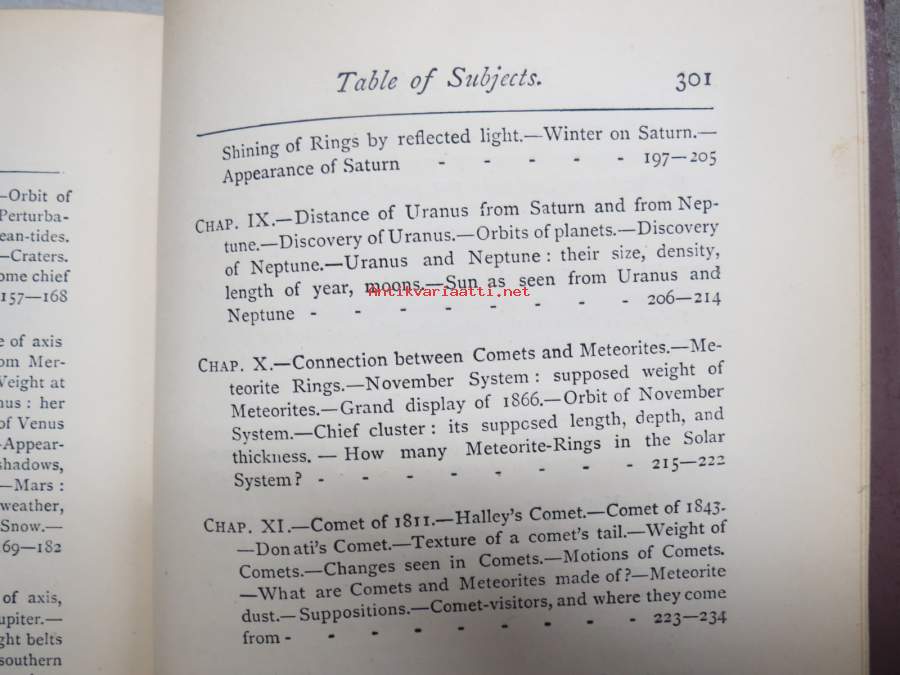 —Orbit of
Perturba-
ean-tides.
—Craters.
ome chief
157—168
e of axis
om Mer-
Weight at
nus : her
of Venus
-Appear-
shadows,
—Mars :
weather,
Snow.—
69—182
of axis,
upiter.—
ght belts
southern
Table of Subjects. 301
Shining of Rings by reflected light.—Winter on Saturn.—
Appearance of Saturn - - - - - 197—205
CHAP. IX.—Distance of Uranus from Saturn and from Nep-
tune.—Discovery of Uranus.—Orbits of planets.—Discovery
of Neptune.—Uranus and Neptune : their size, density,
length of year, moons.—Sun as seen from Uranus and
Antikvariaatti.net
Neptune - - - - - - - - 206—214
CHAP. X.—Connection between Comets and Meteorites.—Me-
teorite Rings.—November System : supposed weight of
Meteorites.—Grand display of 1866.—Orbit of November
System.—Chief cluster : its supposed length, depth, and
thickness. — How many Meteorite-Rings in the Solar
System ? - - - - - - - - 215—222
CHAP. XI.—Comet of 1811.—Halley's Comet.—Comet of 1843.
—Donati's Comet.—Texture of a comet's tail.—Weight of
Comets.—Changes seen in Comets.—Motions of Comets.
—What are Comets and Meteorites made of?—Meteorite
dust.—Suppositions.—Comet-visitors, and where they come
from - - - - - - - - - 223—234